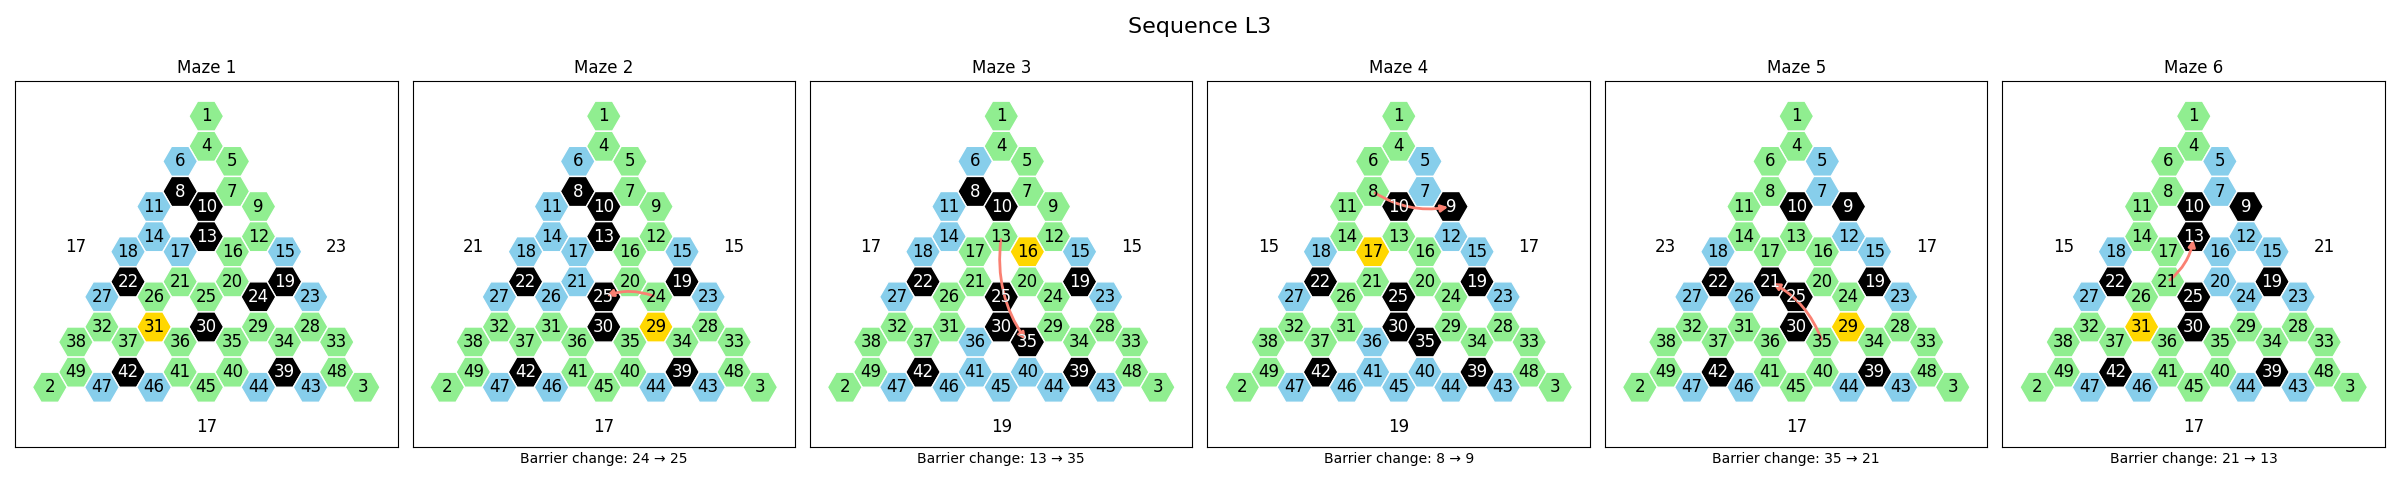 Sequence L3
Maze 1
1
4
6 5
8 7
11 10 9
14 13 12
17 18 17 16 15 23
22 21 20 19
27 26 25 24 23
32 31 30 29 28
38 37 36 35 34 33
49 42 41 40 39 48
2 47 46 45 44 43 3
17
Maze 2
1
4
6 5
8 7
11 10 9
14 13 12
21 18 17 16 15 15
22 21 20 19
27 26 25 24 23
32 31 30 29 28
38 37 36 35 34 33
49 42 41 40 39 48
2 47 46 45 44 43 3
17
Barrier change: 24 → 25
Maze 3
1
4
6 5
8 7
11 10 9
14 13 12
17 18 17 16 15 15
22 21 20 19
27 26 25 24 23
32 31 30 29 28
38 37 36 35 34 33
49 42 41 40 39 48
2 47 46 45 44 43 3
19
Barrier change: 13 → 35
Maze 4
1
4
6 5
8 7
11 10 9
14 13 12
15 18 17 16 15 17
22 21 20 19
27 26 25 24 23
32 31 30 29 28
38 37 36 35 34 33
49 42 41 40 39 48
2 47 46 45 44 43 3
19
Barrier change: 8 → 9
Maze 5
1
4
6 5
8 7
11 10 9
14 13 12
23 18 17 16 15 17
22 21 20 19
27 26 25 24 23
32 31 30 29 28
38 37 36 35 34 33
49 42 41 40 39 48
2 47 46 45 44 43 3
17
Barrier change: 35 → 21
Maze 6
1
4
6 5
8 7
11 10 9
14 13 12
15 18 17 16 15 21
22 21 20 19
27 26 25 24 23
32 31 30 29 28
38 37 36 35 34 33
49 42 41 40 39 48
2 47 46 45 44 43 3
17
Barrier change: 21 → 13